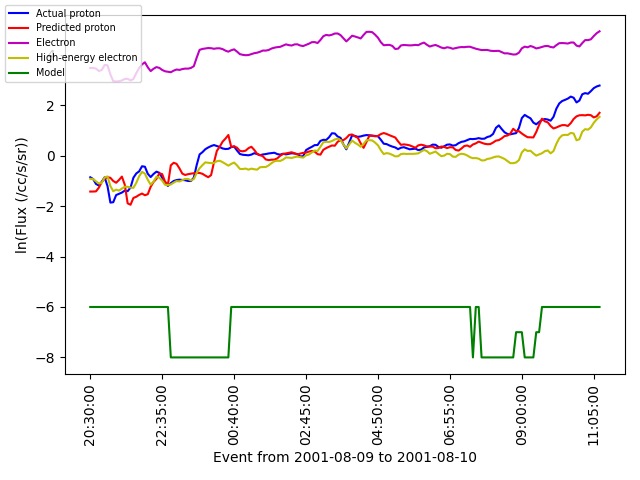 Actual proton
Predicted proton
Electron
High-energy electron
Model
2
0
−2
−4
−6
−8
ln(Flux (/cc/s/sr))
20:30:00
22:35:00
00:40:00
02:45:00
04:50:00
06:55:00
09:00:00
11:05:00
Event from 2001-08-09 to 2001-08-10